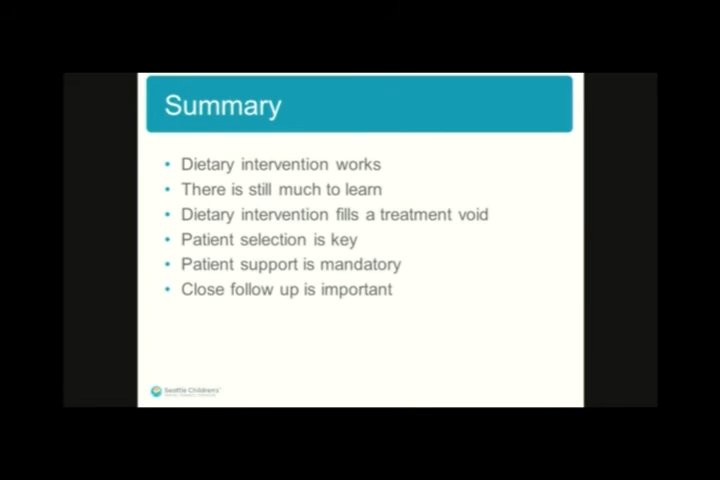 Summary
• Dietary intervention works
• There is still much to learn
• Dietary intervention fills a treatment void
• Patient selection is key
• Patient support is mandatory
• Close follow up is important
Seattle Children's